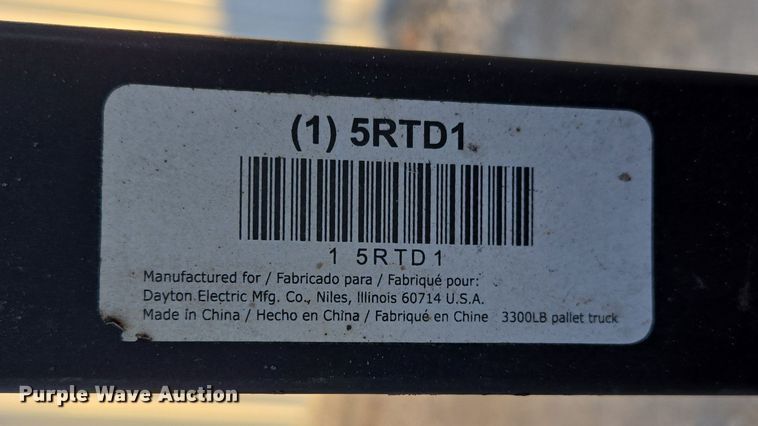 (1) 5RTD1
1 5RTD1
Manufactured for / Fabricado para / Fabriqué pour:
Dayton Electric Mfg. Co., Niles, Illinois 60714 U.S.A.
Made in China / Hecho en China / Fabriqué en Chine 3300LB pallet truck
Purple Wave Auction